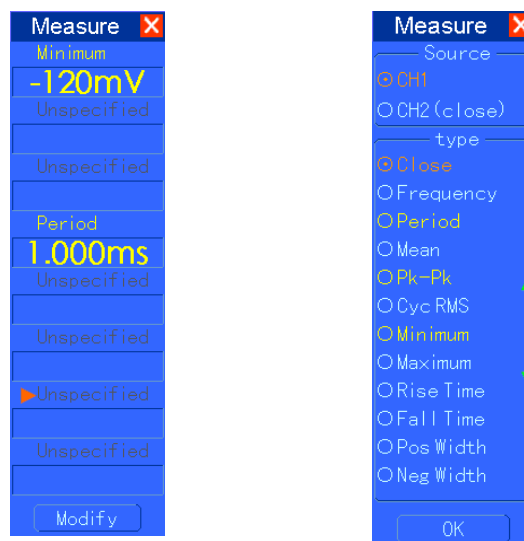 Measure X
Minimum
-120mV
Unspecified
Unspecified
Period
1.000ms
Unspecified
Unspecified
Unspecified
Unspecified
Modify
Measure X
Source
CH1
CH2(close)
type
Close
Frequency
Period
Mean
Pk-Pk
Cyc RMS
Minimum
Maximum
Rise Time
Fall Time
Pos Width
Neg Width
OK